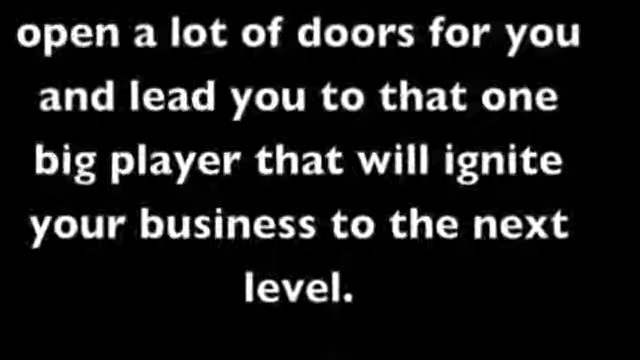 open a lot of doors for you
and lead you to that one
big player that will ignite
your business to the next
level.